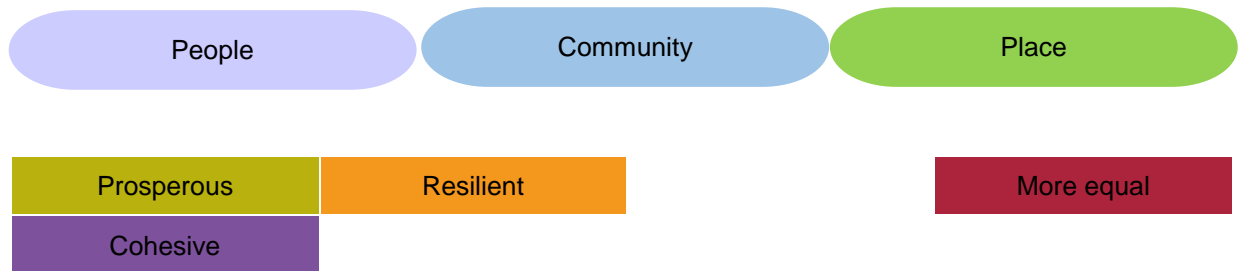 People
Community
Place
Prosperous
Resilient
More equal
Cohesive